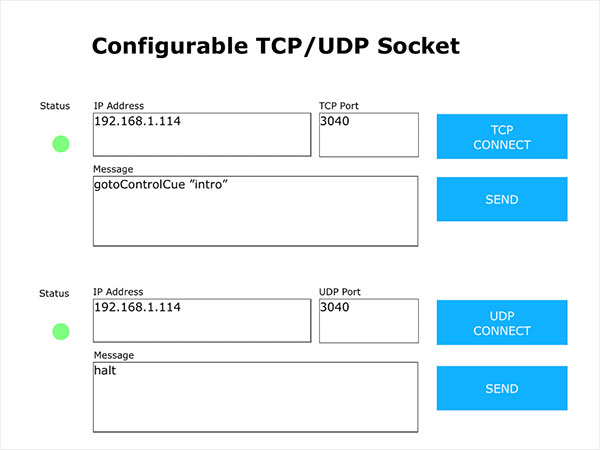 Configurable TCP/UDP Socket
Status
IP Address
TCP Port
192.168.1.114
3040
TCP
CONNECT
Message
gotoControlCue ”intro”
SEND
Status
IP Address
UDP Port
192.168.1.114
3040
UDP
CONNECT
Message
halt
SEND